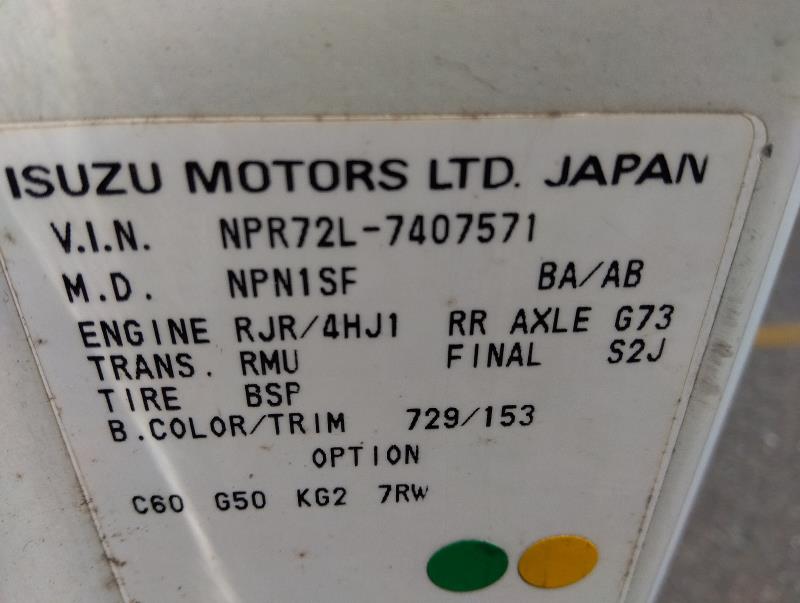 ISUZU MOTORS LTD. JAPAN
V.I.N. NPR72L-7407571
M.D. NPN1SF BA/AB
ENGINE RJR/4HJ1 RR AXLE G73
TRANS. RMU FINAL S2J
TIRE BSP
B.COLOR/TRIM 729/153
OPTION
C60 G50 KG2 7RW